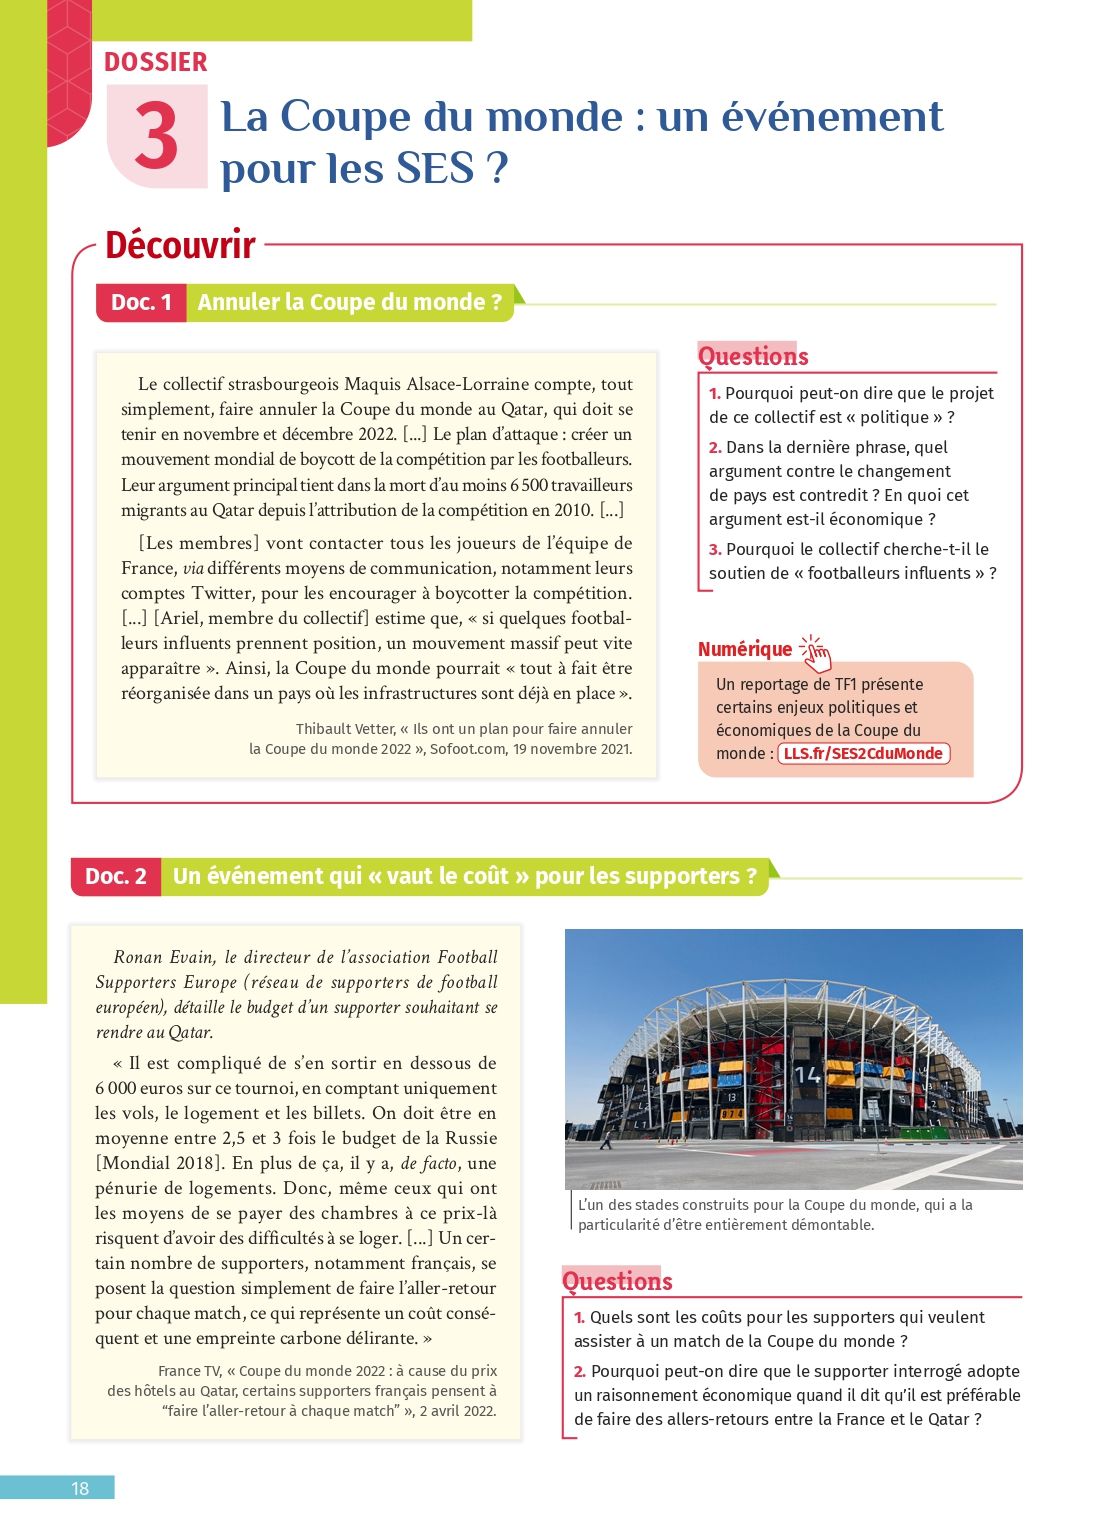 DOSSIER
3
La Coupe du monde : un événement
pour les SES ?
Découvrir
Doc. 1 Annuler la Coupe du monde ?
Le collectif strasbourgeois Maquis Alsace-Lorraine compte, tout
simplement, faire annuler la Coupe du monde au Qatar, qui doit se
tenir en novembre et décembre 2022. [...] Le plan d’attaque : créer un
mouvement mondial de boycott de la compétition par les footballeurs.
Leur argument principal tient dans la mort d’au moins 6 500 travailleurs
migrants au Qatar depuis l’attribution de la compétition en 2010. [...]
[Les membres] vont contacter tous les joueurs de l’équipe de
France, via différents moyens de communication, notamment leurs
comptes Twitter, pour les encourager à boycotter la compétition.
[...] [Ariel, membre du collectif] estime que, « si quelques footbal-
leurs influents prennent position, un mouvement massif peut vite
apparaître ». Ainsi, la Coupe du monde pourrait « tout à fait être
réorganisée dans un pays où les infrastructures sont déjà en place ».
Thibault Vetter, « Ils ont un plan pour faire annuler
la Coupe du monde 2022 », Sofoot.com, 19 novembre 2021.
Questions
1. Pourquoi peut-on dire que le projet
de ce collectif est « politique » ?
2. Dans la dernière phrase, quel
argument contre le changement
de pays est contredit ? En quoi cet
argument est-il économique ?
3. Pourquoi le collectif cherche-t-il le
soutien de « footballeurs influents » ?
Numérique
Un reportage de TF1 présente
certains enjeux politiques et
économiques de la Coupe du
monde : LLS.fr/SES2CduMonde
Doc. 2 Un événement qui « vaut le coût » pour les supporters ?
Ronan Evain, le directeur de l’association Football
Supporters Europe (réseau de supporters de football
européen), détaille le budget d’un supporter souhaitant se
rendre au Qatar.
« Il est compliqué de s’en sortir en dessous de
6 000 euros sur ce tournoi, en comptant uniquement
les vols, le logement et les billets. On doit être en
moyenne entre 2,5 et 3 fois le budget de la Russie
[Mondial 2018]. En plus de ça, il y a, de facto, une
pénurie de logements. Donc, même ceux qui ont
les moyens de se payer des chambres à ce prix-là
risquent d’avoir des difficultés à se loger. [...] Un cer-
tain nombre de supporters, notamment français, se
posent la question simplement de faire l’aller-retour
pour chaque match, ce qui représente un coût consé-
quent et une empreinte carbone délirante. »
France TV, « Coupe du monde 2022 : à cause du prix
des hôtels au Qatar, certains supporters français pensent à
“faire l’aller-retour à chaque match” », 2 avril 2022.
14
13
974
L’un des stades construits pour la Coupe du monde, qui a la
particularité d’être entièrement démontable.
Questions
1. Quels sont les coûts pour les supporters qui veulent
assister à un match de la Coupe du monde ?
2. Pourquoi peut-on dire que le supporter interrogé adopte
un raisonnement économique quand il dit qu’il est préférable
de faire des allers-retours entre la France et le Qatar ?
18